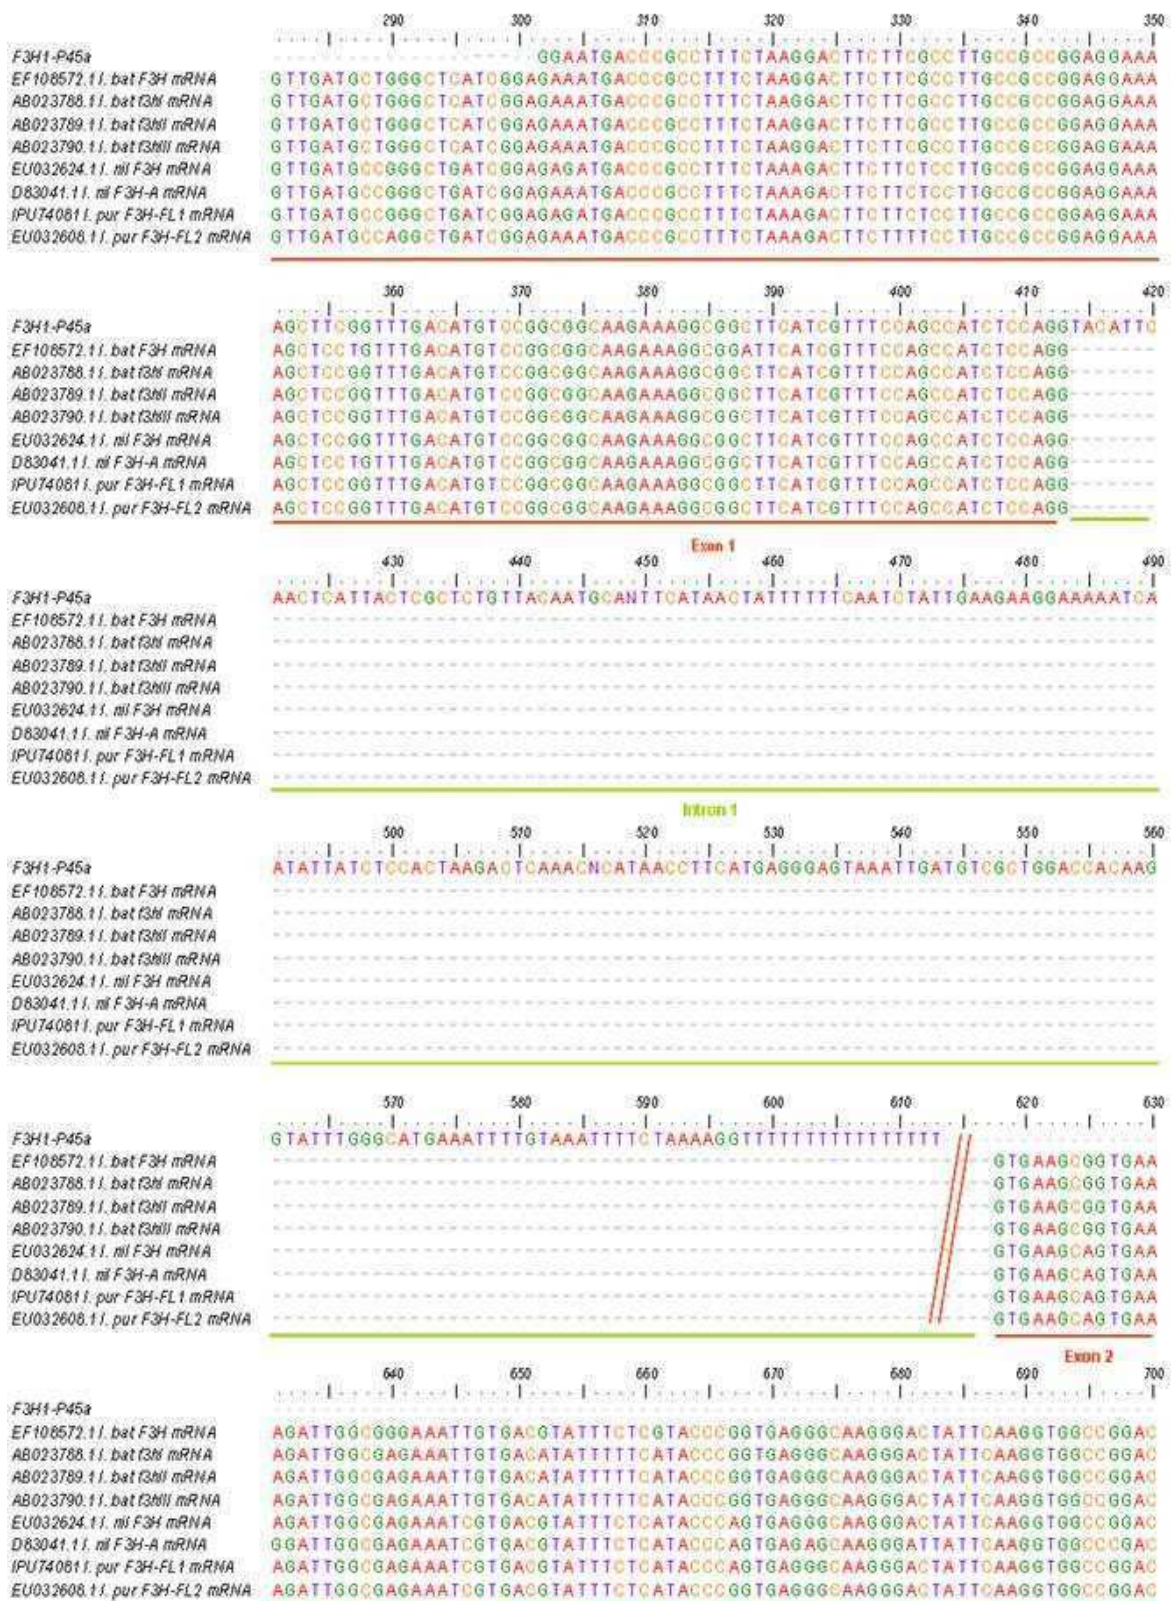 290 300 310 320 330 340 350
F3H1-P45a GGAATGACCCGCCTTTCTAAGGACTTCTTCGCCTTGCCGCCGGAGGAAA
EF108572.1 I. bat F3H mRNA GTTGATGCTGGGCTCATCGGAGAAATGACCCGCCTTTCTAAGGACTTCTTCGCCTTGCCGCCGGAGGAAA
AB023788.1 I. bat f3hI mRNA GTTGATGCTGGGCTCATCGGAGAAATGACCCGCCTTTCTAAGGACTTCTTCGCCTTGCCGCCGGAGGAAA
AB023789.1 I. bat f3hII mRNA GTTGATGCTGGGCTCATCGGAGAAATGACCCGCCTTTCTAAGGACTTCTTCGCCTTGCCGCCGGAGGAAA
AB023790.1 I. bat f3hIII mRNA GTTGATGCTGGGCTCATCGGAGAAATGACCCGCCTTTCTAAGGACTTCTTCGCCTTGCCGCCGGAGGAAA
EU032624.1 I. nil F3H mRNA GTTGATGCCGGGCTGATCGGAGAGATGACCCGCCTTTCTAAAGACTTCTTCTCCTTGCCGCCGGAGGAAA
D83041.1 I. nil F3H-A mRNA GTTGATGCCGGGCTGATCGGAGAAATGACCCGCCTTTCTAAAGACTTCTTCTCCTTGCCGCCGGAGGAAA
IPU74081 I. pur F3H-FL1 mRNA GTTGATGCCGGGCTGATCGGAGAGATGACCCGCCTTTCTAAAGACTTCTTCTCCTTGCCGCCGGAGGAAA
EU032608.1 I. pur F3H-FL2 mRNA GTTGATGCCAGGCTGATCGGAGAAATGACCCGCCTTTCTAAAGACTTCTTTTCCTTGCCGCCGGAGGAAA
360 370 380 390 400 410 420
F3H1-P45a AGCTTCGGTTTGACATGTCCGGCGGCAAGAAAGGCGGCTTCATCGTTTCCAGCCATCTCCAGGTACATTC
EF108572.1 I. bat F3H mRNA AGCTCCTGTTTGACATGTCCGGCGGCAAGAAAGGCGGATTCATCGTTTCCAGCCATCTCCAGG
AB023788.1 I. bat f3hI mRNA AGCTCCGGTTTGACATGTCCGGCGGCAAGAAAGGCGGCTTCATCGTTTCCAGCCATCTCCAGG
AB023789.1 I. bat f3hII mRNA AGCTCCGGTTTGACATGTCCGGCGGCAAGAAAGGCGGCTTCATCGTTTCCAGCCATCTCCAGG
AB023790.1 I. bat f3hIII mRNA AGCTCCGGTTTGACATGTCCGGCGGCAAGAAAGGCGGCTTCATCGTTTCCAGCCATCTCCAGG
EU032624.1 I. nil F3H mRNA AGCTCCGGTTTGACATGTCCGGCGGCAAGAAAGGCGGCTTCATCGTTTCCAGCCATCTCCAGG
D83041.1 I. nil F3H-A mRNA AGCTCCTGTTTGACATGTCCGGCGGCAAGAAAGGCGGCTTCATCGTTTCCAGCCATCTCCAGG
IPU74081 I. pur F3H-FL1 mRNA AGCTCCGGTTTGACATGTCCGGCGGCAAGAAAGGCGGCTTCATCGTTTCCAGCCATCTCCAGG
EU032608.1 I. pur F3H-FL2 mRNA AGCTCCGGTTTGACATGTCCGGCGGCAAGAAAGGCGGCTTCATCGTTTCCAGCCATCTCCAGG
Exon 1
430 440 450 460 470 480 490
F3H1-P45a AACTCATTACTCGCTCTGTTACAATGCANTTCATAACTATTTTTTCAATCTATTGAAGAAGGAAAAATCA
EF108572.1 I. bat F3H mRNA
AB023788.1 I. bat f3hI mRNA
AB023789.1 I. bat f3hII mRNA
AB023790.1 I. bat f3hIII mRNA
EU032624.1 I. nil F3H mRNA
D83041.1 I. nil F3H-A mRNA
IPU74081 I. pur F3H-FL1 mRNA
EU032608.1 I. pur F3H-FL2 mRNA
Intron 1
500 510 520 530 540 550 560
F3H1-P45a ATATTATCTCCACTAAGACTCAAACNCATAACCTTCATGAGGGAGTAAATTGATGTCGCTGGACCACAAG
EF108572.1 I. bat F3H mRNA
AB023788.1 I. bat f3hI mRNA
AB023789.1 I. bat f3hII mRNA
AB023790.1 I. bat f3hIII mRNA
EU032624.1 I. nil F3H mRNA
D83041.1 I. nil F3H-A mRNA
IPU74081 I. pur F3H-FL1 mRNA
EU032608.1 I. pur F3H-FL2 mRNA
570 580 590 600 610 620 630
F3H1-P45a GTATTTGGGCATGAAATTTTGTAAATTTTCTAAAAGGTTTTTTTTTTTTTTTT
EF108572.1 I. bat F3H mRNA GTGAAGCGGTGAA
AB023788.1 I. bat f3hI mRNA GTGAAGCGGTGAA
AB023789.1 I. bat f3hII mRNA GTGAAGCGGTGAA
AB023790.1 I. bat f3hIII mRNA GTGAAGCGGTGAA
EU032624.1 I. nil F3H mRNA GTGAAGCAGTGAA
D83041.1 I. nil F3H-A mRNA GTGAAGCAGTGAA
IPU74081 I. pur F3H-FL1 mRNA GTGAAGCAGTGAA
EU032608.1 I. pur F3H-FL2 mRNA GTGAAGCAGTGAA
Exon 2
640 650 660 670 680 690 700
F3H1-P45a
EF108572.1 I. bat F3H mRNA AGATTGGCGGGAAATTGTGACGTATTTCTCGTACCCGGTGAGGGCAAGGGACTATTCAAGGTGGCCGGAC
AB023788.1 I. bat f3hI mRNA AGATTGGCGAGAAATTGTGACGTATTTTTCATACCCGGTGAGGGCAAGGGACTATTCAAGGTGGCCGGAC
AB023789.1 I. bat f3hII mRNA AGATTGGCGAGAAATTGTGACATATTTTTCATACCCGGTGAGGGCAAGGGACTATTCAAGGTGGCCGGAC
AB023790.1 I. bat f3hIII mRNA AGATTGGCGAGAAATTGTGACATATTTTTCATACCCGGTGAGGGCAAGGGACTATTCAAGGTGGCCGGAC
EU032624.1 I. nil F3H mRNA AGATTGGCGAGAAATCGTGACGTATTTCTCATACCCAGTGAGGGCAAGGGACTATTCAAGGTGGCCGGAC
D83041.1 I. nil F3H-A mRNA GGATTGGCGAGAAATCGTGACGTATTTCTCATACCCAGTGAGAGCAAGGGATTATTCAAGGTGGCCCGAC
IPU74081 I. pur F3H-FL1 mRNA AGATTGGCGAGAAATCGTGACGTATTTCTCATACCCAGTGAGGGCAAGGGACTATTCAAGGTGGCCGGAC
EU032608.1 I. pur F3H-FL2 mRNA AGATTGGCGAGAAATCGTGACGTATTTCTCATACCCGGTGAGGGCAAGGGACTATTCAAGGTGGCCGGAC